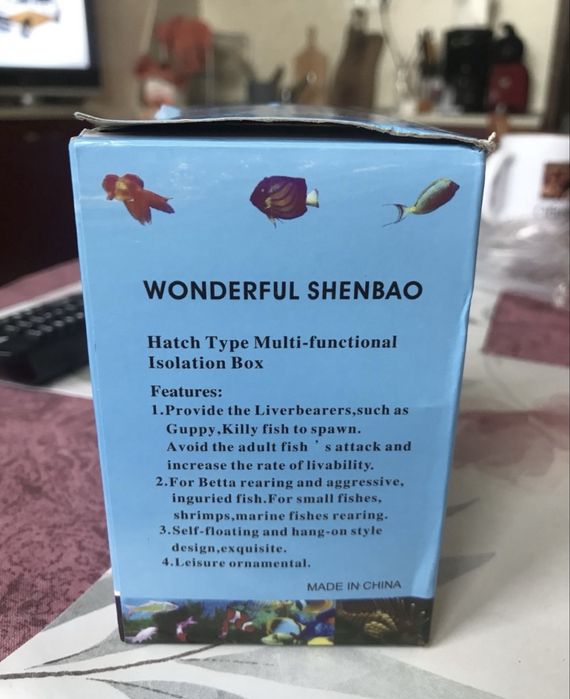 WONDERFUL SHENBAO
Hatch Type Multi-functional
Isolation Box
Features:
1.Provide the Liverbearers,such as
Guppy,Killy fish to spawn.
Avoid the adult fish ’s attack and
increase the rate of livability.
2.For Betta rearing and aggressive,
inguried fish.For small fishes,
shrimps,marine fishes rearing.
3.Self-floating and hang-on style
design,exquisite.
4.Leisure ornamental.
MADE IN CHINA